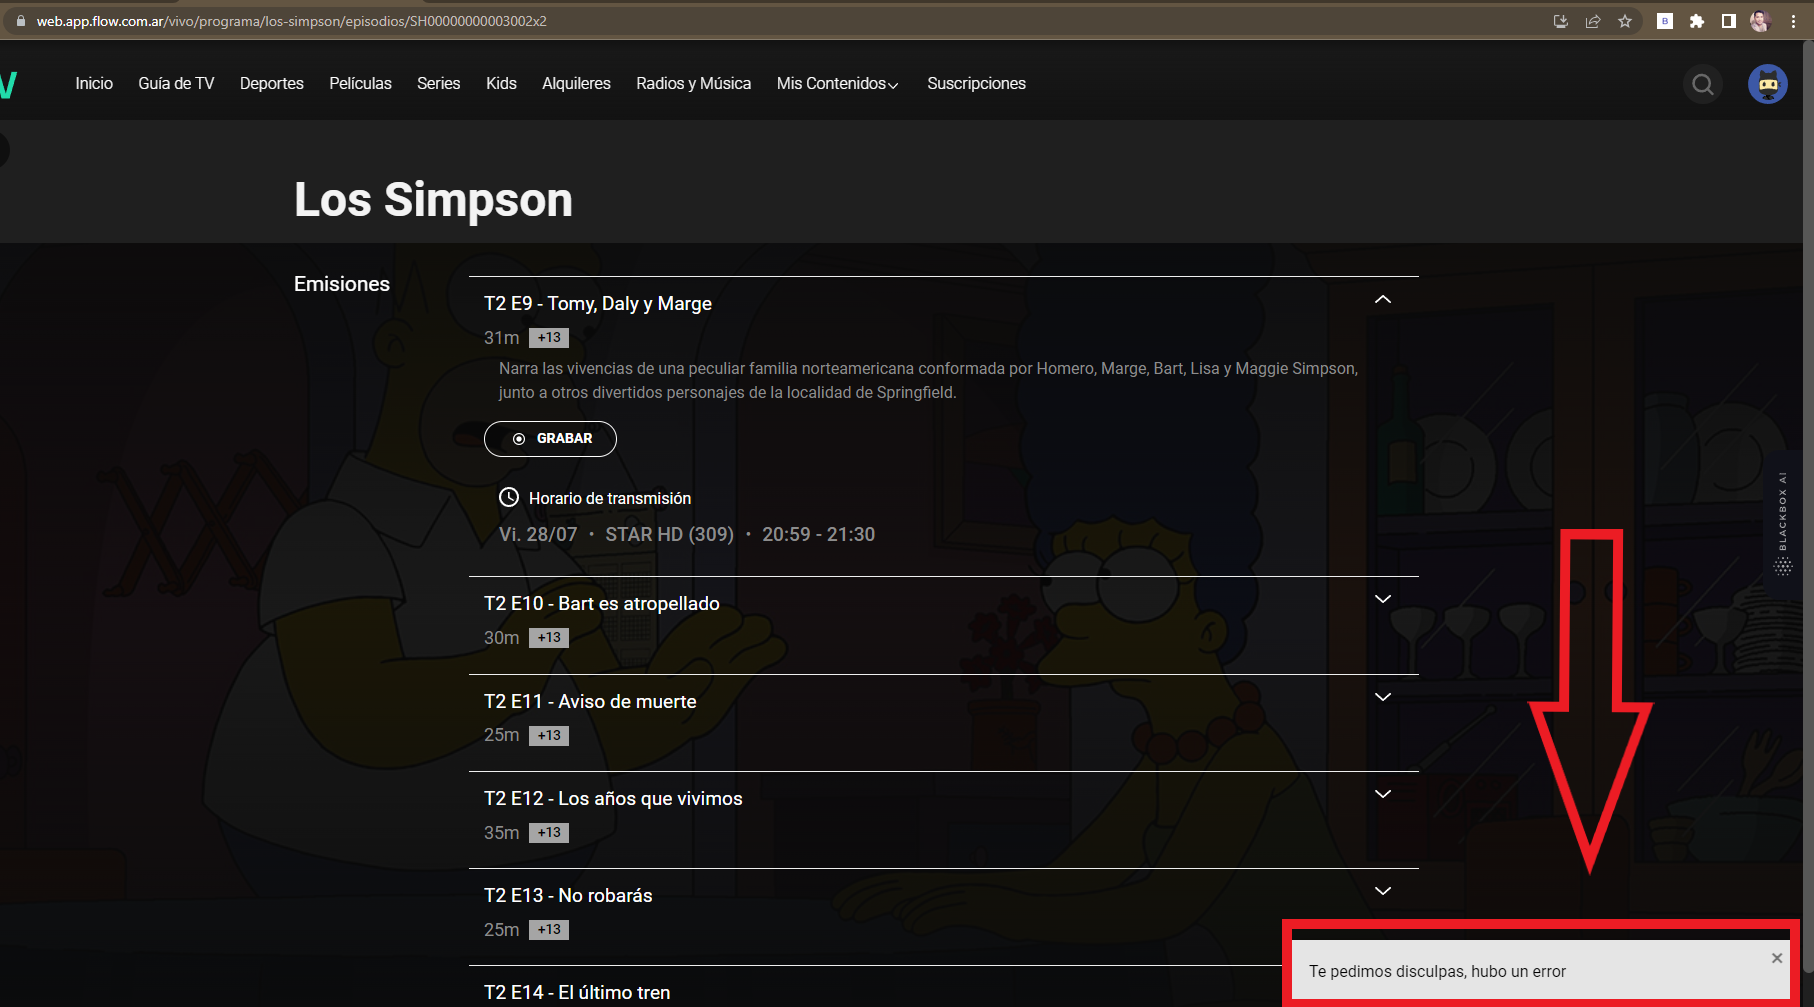 web.app.flow.com.ar/vivo/programa/los-simpson/episodios/SH00000000003002x2
B
Inicio Guía de TV Deportes Películas Series Kids Alquileres Radios y Música Mis Contenidos Suscripciones
Los Simpson
Emisiones
T2 E9 - Tomy, Daly y Marge
31m +13
Narra las vivencias de una peculiar familia norteamericana conformada por Homero, Marge, Bart, Lisa y Maggie Simpson,
junto a otros divertidos personajes de la localidad de Springfield.
GRABAR
Horario de transmisión
Vi. 28/07 • STAR HD (309) • 20:59 - 21:30
T2 E10 - Bart es atropellado
30m +13
T2 E11 - Aviso de muerte
25m +13
T2 E12 - Los años que vivimos
35m +13
T2 E13 - No robarás
25m +13
T2 E14 - El último tren
BLACKBOX AI
Te pedimos disculpas, hubo un error